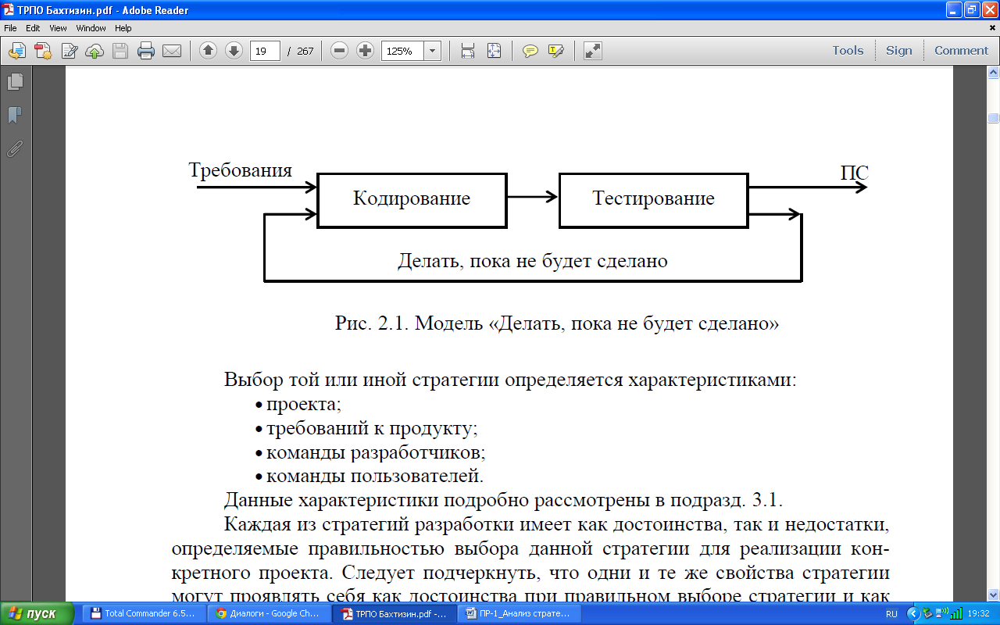 ТРПО Бахтизин.pdf - Adobe Reader
File Edit View Window Help
19 / 267 125% Tools Sign Comment
Требования ПС
Кодирование Тестирование
Делать, пока не будет сделано
Рис. 2.1. Модель «Делать, пока не будет сделано»
Выбор той или иной стратегии определяется характеристиками:
• проекта;
• требований к продукту;
• команды разработчиков;
• команды пользователей.
Данные характеристики подробно рассмотрены в подразд. 3.1.
Каждая из стратегий разработки имеет как достоинства, так и недостатки,
определяемые правильностью выбора данной стратегии для реализации кон-
кретного проекта. Следует подчеркнуть, что одни и те же свойства стратегии
могут проявлять себя как достоинства при правильном выборе стратегии и как
пуск Total Commander 6.5... Диалоги - Google Ch... ТРПО Бахтизин.pdf -... ПР-1_Анализ страте... RU 19:32